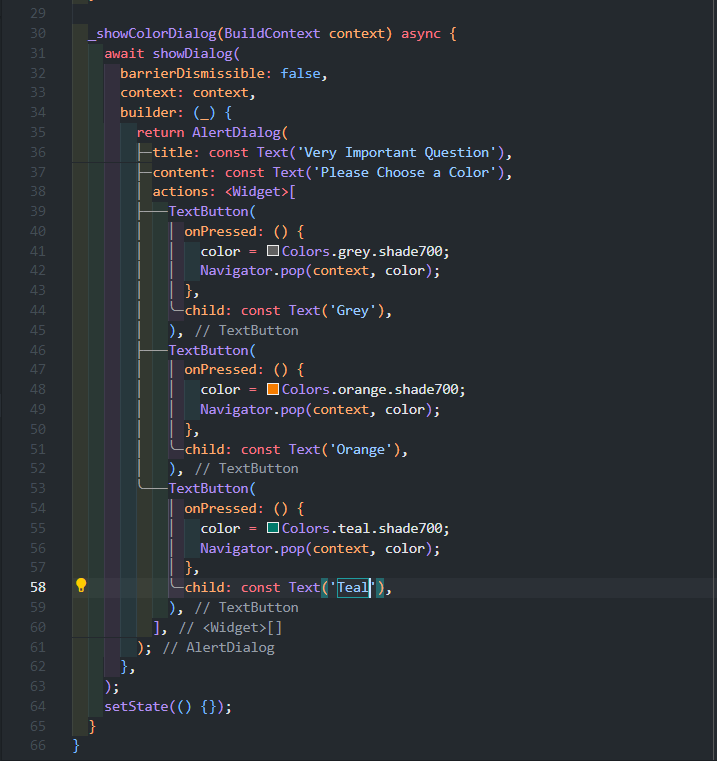 29
30 _showColorDialog(BuildContext context) async {
31 await showDialog(
32 barrierDismissible: false,
33 context: context,
34 builder: (_) {
35 return AlertDialog(
36 title: const Text('Very Important Question'),
37 content: const Text('Please Choose a Color'),
38 actions: <Widget>[
39 TextButton(
40 onPressed: () {
41 color = Colors.grey.shade700;
42 Navigator.pop(context, color);
43 },
44 child: const Text('Grey'),
45 ), // TextButton
46 TextButton(
47 onPressed: () {
48 color = Colors.orange.shade700;
49 Navigator.pop(context, color);
50 },
51 child: const Text('Orange'),
52 ), // TextButton
53 TextButton(
54 onPressed: () {
55 color = Colors.teal.shade700;
56 Navigator.pop(context, color);
57 },
58 child: const Text('Teal'),
59 ), // TextButton
60 ], // <Widget>[]
61 ); // AlertDialog
62 },
63 );
64 setState(() {});
65 }
66 }